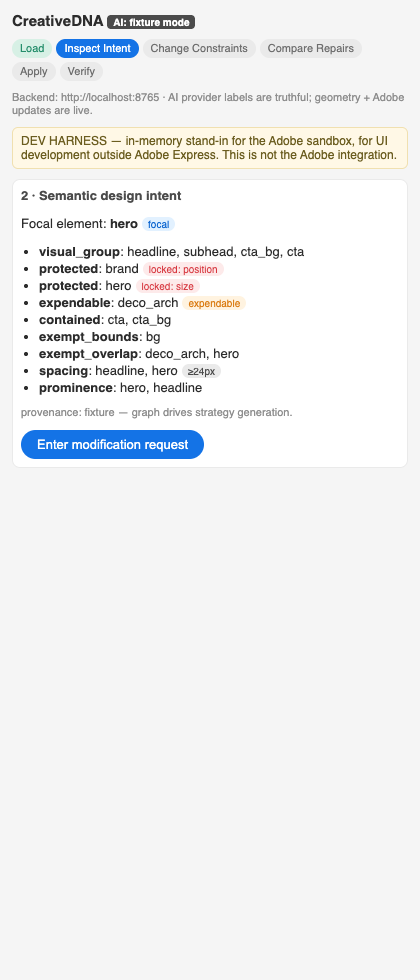 CreativeDNA AI: fixture mode
Load Inspect Intent Change Constraints Compare Repairs
Apply Verify
Backend: http://localhost:8765 · AI provider labels are truthful; geometry + Adobe
updates are live.
DEV HARNESS — in-memory stand-in for the Adobe sandbox, for UI
development outside Adobe Express. This is not the Adobe integration.
2 · Semantic design intent
Focal element: hero focal
• visual_group: headline, subhead, cta_bg, cta
• protected: brand locked: position
• protected: hero locked: size
• expendable: deco_arch expendable
• contained: cta, cta_bg
• exempt_bounds: bg
• exempt_overlap: deco_arch, hero
• spacing: headline, hero ≥24px
• prominence: hero, headline
provenance: fixture — graph drives strategy generation.
Enter modification request